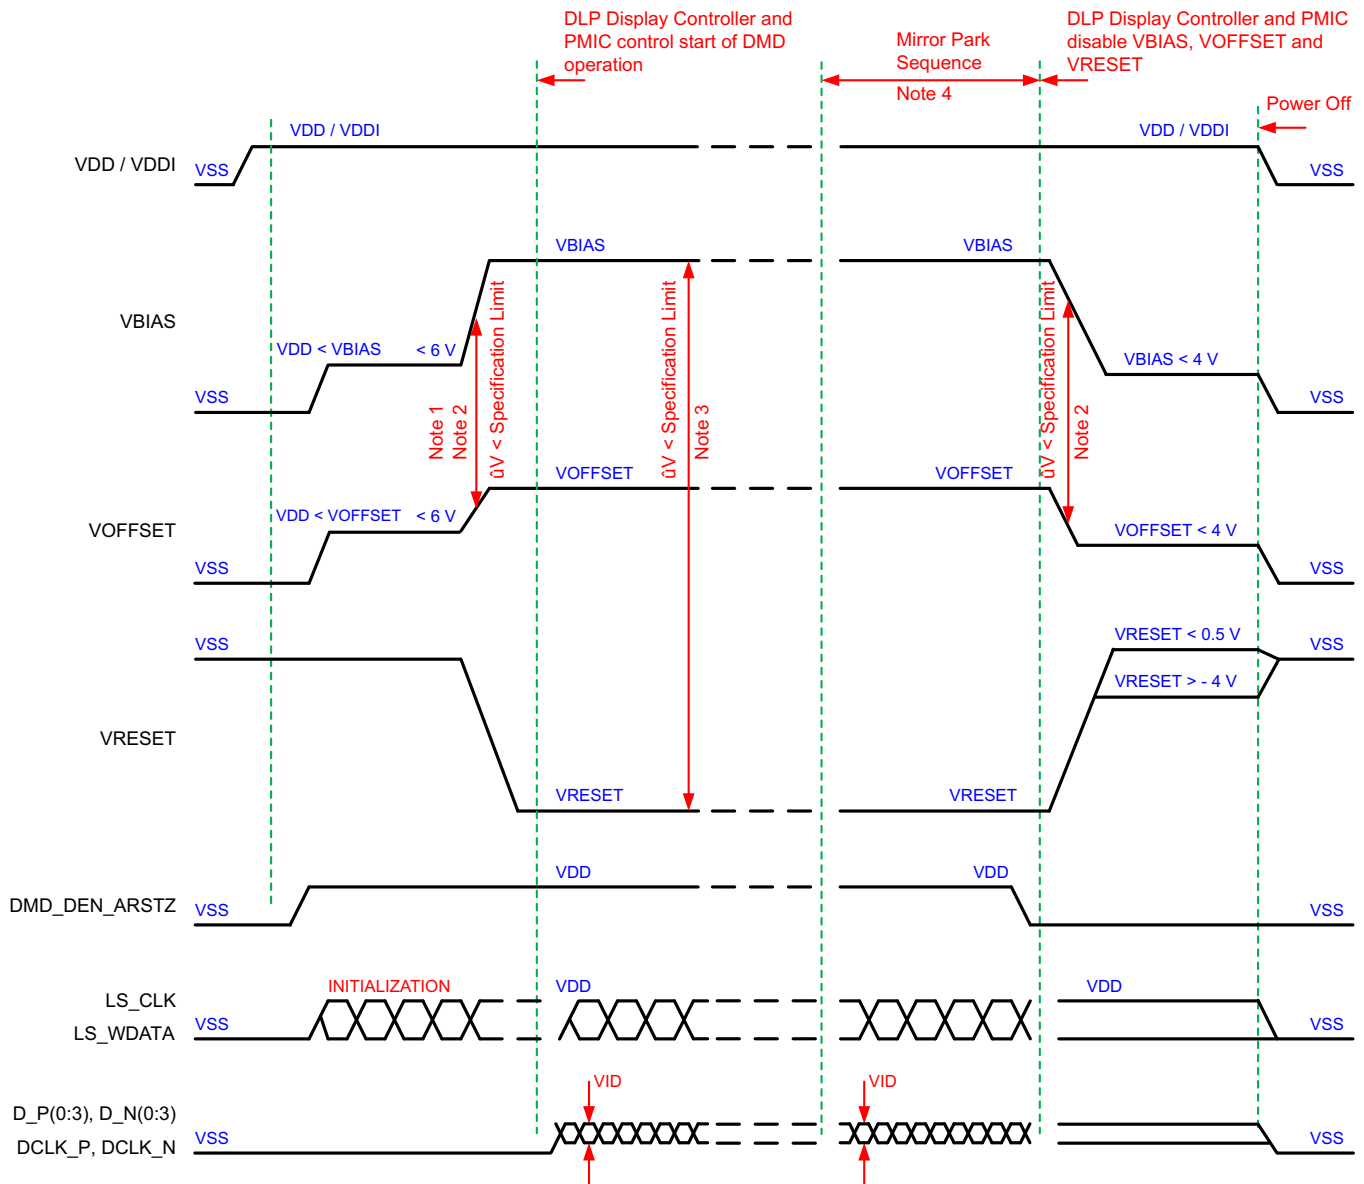 DLP Display Controller and
PMIC control start of DMD
operation
Mirror Park
Sequence
Note 4
DLP Display Controller and PMIC
disable VBIAS, VOFFSET and
VRESET
Power Off
VDD / VDDI
VSS
VDD / VDDI
VDD / VDDI
VSS
VBIAS
VSS
VDD < VBIAS
< 6 V
VBIAS
VBIAS
VBIAS < 4 V
VSS
Note 1
Note 2
ûV < Specification Limit
ûV < Specification Limit
Note 3
ûV < Specification Limit
Note 2
VOFFSET
VSS
VDD < VOFFSET
< 6 V
VOFFSET
VOFFSET
VOFFSET < 4 V
VSS
VRESET
VSS
VRESET
VRESET
VRESET < 0.5 V
VRESET > - 4 V
VSS
DMD_DEN_ARSTZ
VSS
VDD
VDD
VSS
LS_CLK
LS_WDATA
VSS
INITIALIZATION
VDD
VDD
VSS
D_P(0:3), D_N(0:3)
DCLK_P, DCLK_N
VSS
VID
VID
VSS